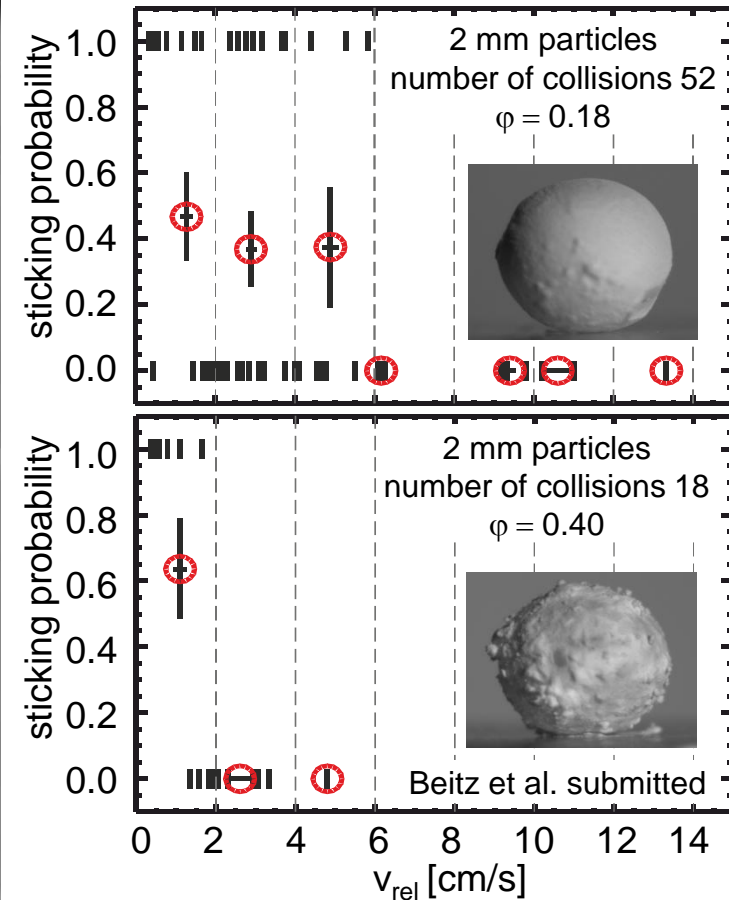 sticking probability
1.0
0.8
0.6
0.4
0.2
0.0
2 mm particles
number of collisions 52
φ = 0.18
sticking probability
1.0
0.8
0.6
0.4
0.2
0.0
2 mm particles
number of collisions 18
φ = 0.40
Beitz et al. submitted
0 2 4 6 8 10 12 14
v_rel [cm/s]